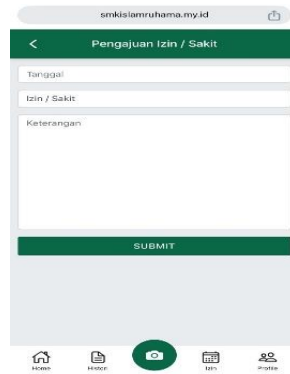 smkislamruhama.my.id
Pengajuan Izin / Sakit
Tanggal
Izin / Sakit
Keterangan
SUBMIT
Home Histori Izin Profile